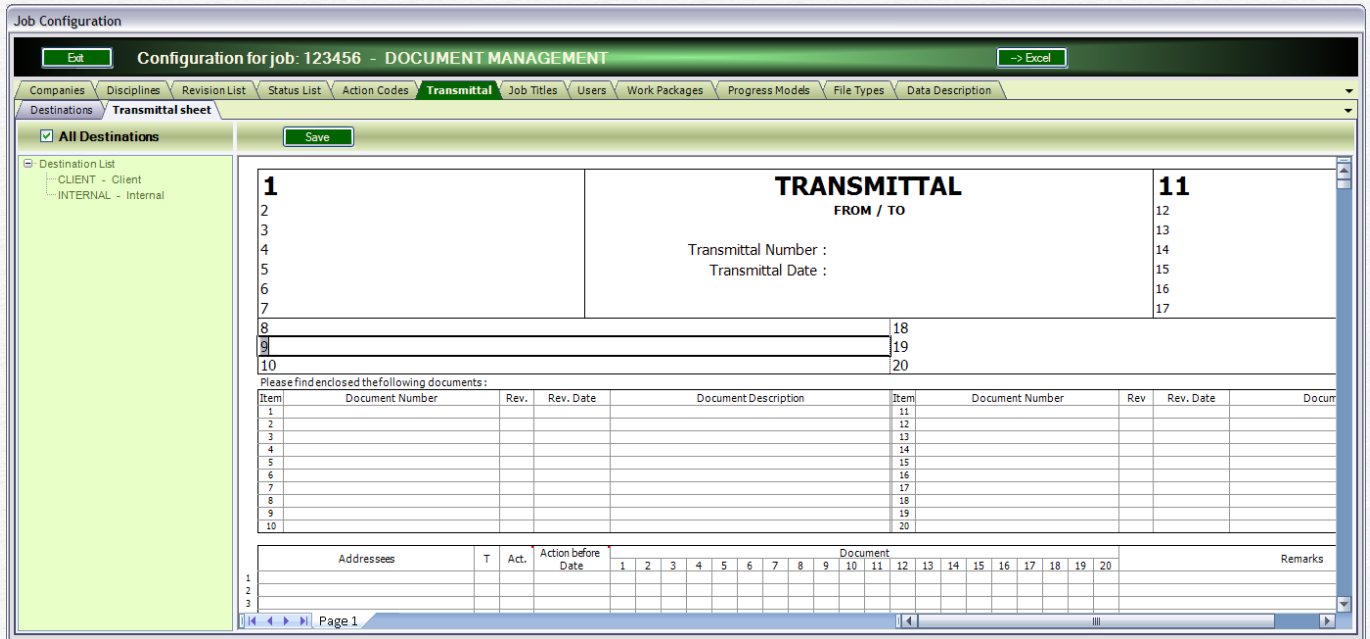 Job Configuration
Exit Configuration for job: 123456 - DOCUMENT MANAGEMENT --> Excel
Companies Disciplines Revision List Status List Action Codes Transmittal Job Titles Users Work Packages Progress Models File Types Data Description
Destinations Transmittal sheet
All Destinations Save
Destination List
CLIENT - Client
INTERNAL - Internal
1 TRANSMITTAL 11
2 FROM / TO 12
3 13
4 Transmittal Number : 14
5 Transmittal Date : 15
6 16
7 17
8 18
9 19
10 20
Please find enclosed the following documents :
Item Document Number Rev. Rev. Date Document Description Item Document Number Rev Rev. Date Docum
1 11
2 12
3 13
4 14
5 15
6 16
7 17
8 18
9 19
10 20
Addressees T Act. Action before Date Document Remarks
1 2 3 4 5 6 7 8 9 10 11 12 13 14 15 16 17 18 19 20
1
2
3
Page 1